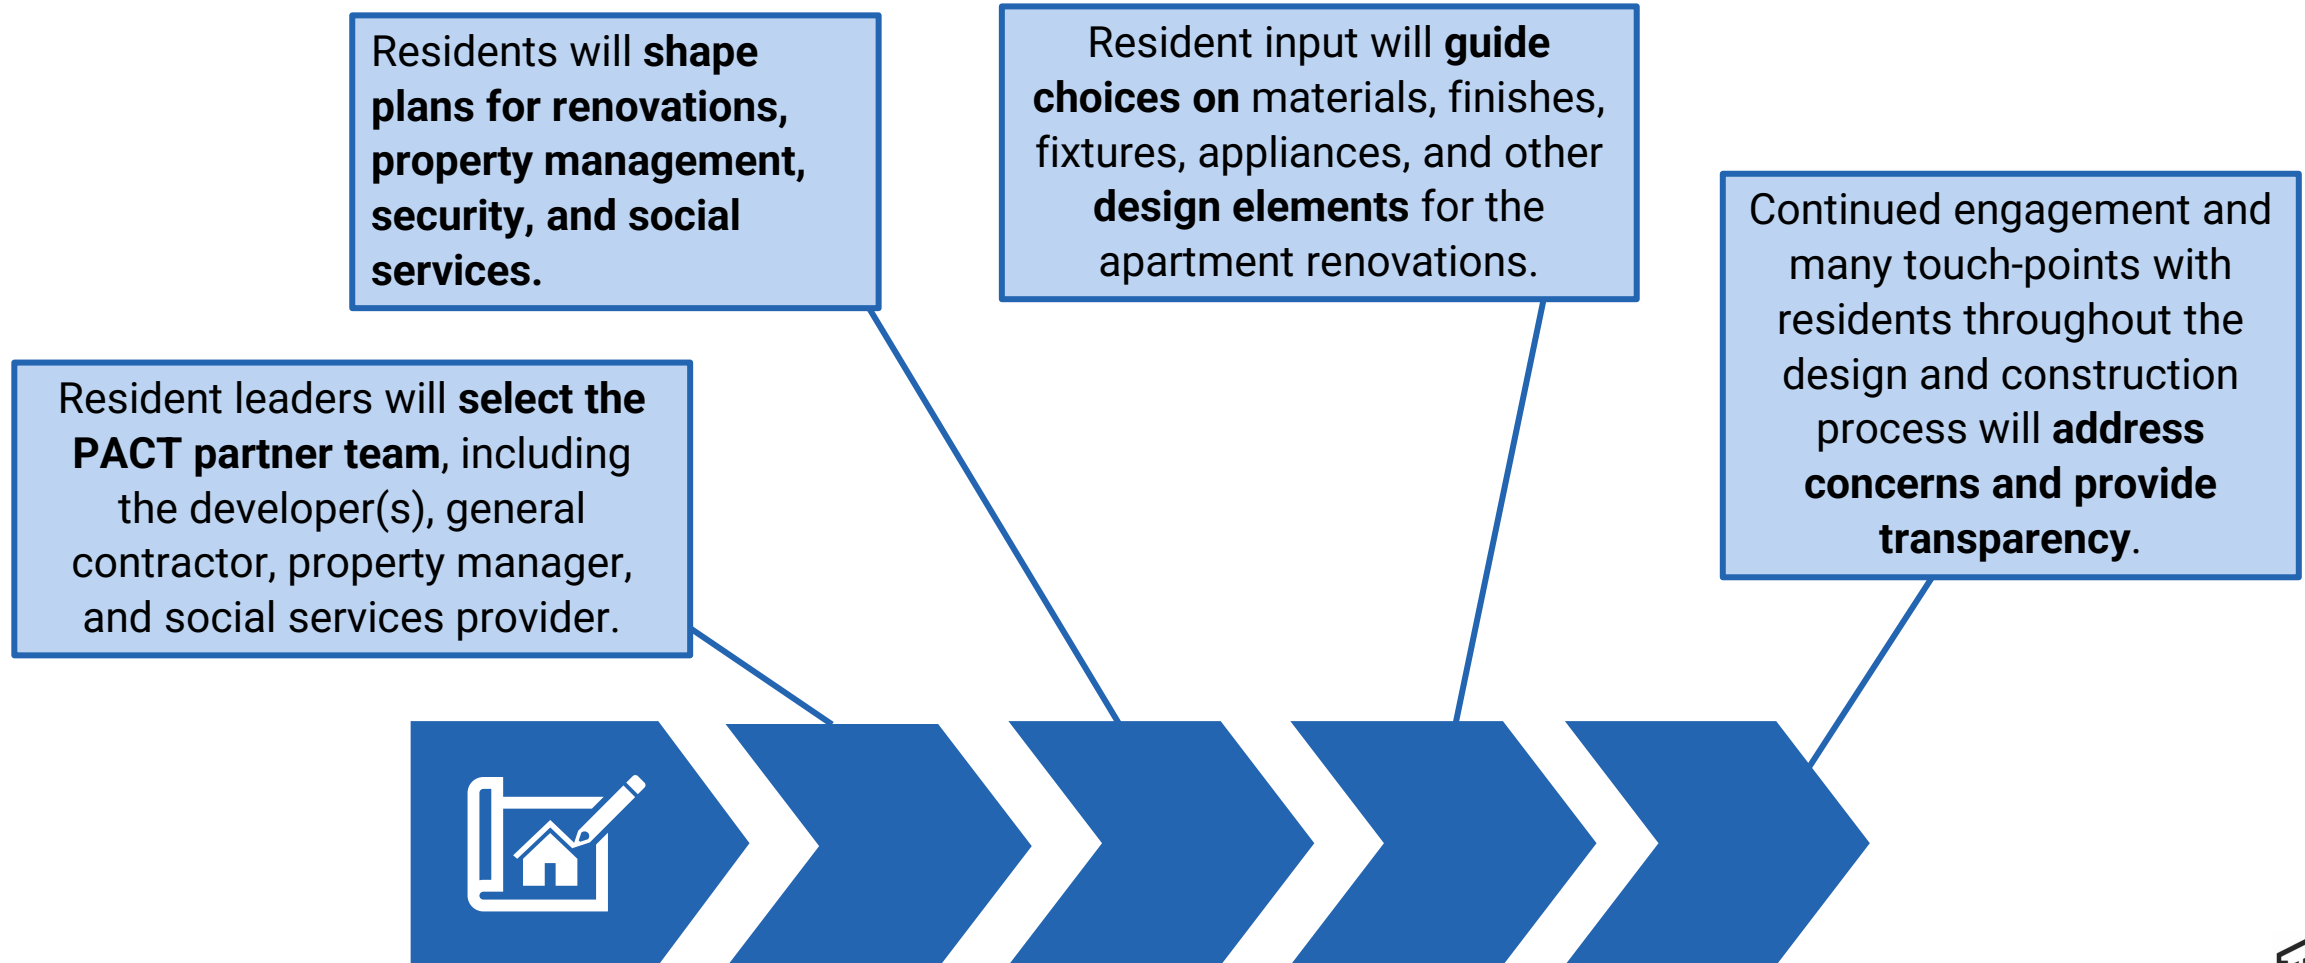 Residents will shape
plans for renovations,
property management,
security, and social
services.
Resident input will guide
choices on materials, finishes,
fixtures, appliances, and other
design elements for the
apartment renovations.
Continued engagement and
many touch-points with
residents throughout the
design and construction
process will address
concerns and provide
transparency.
Resident leaders will select the
PACT partner team, including
the developer(s), general
contractor, property manager,
and social services provider.